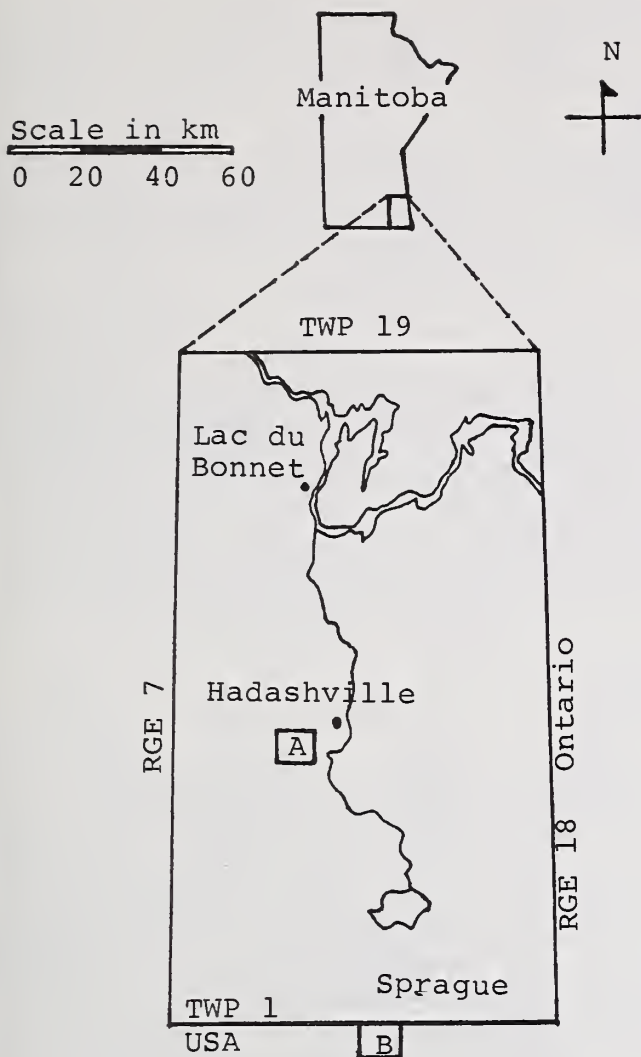 N
Manitoba
Scale in km
0 20 40 60
TWP 19
Lac du
Bonnet
Hadashville
A
RGE 7
Ontario
RGE 18
Sprague
TWP 1
USA
B